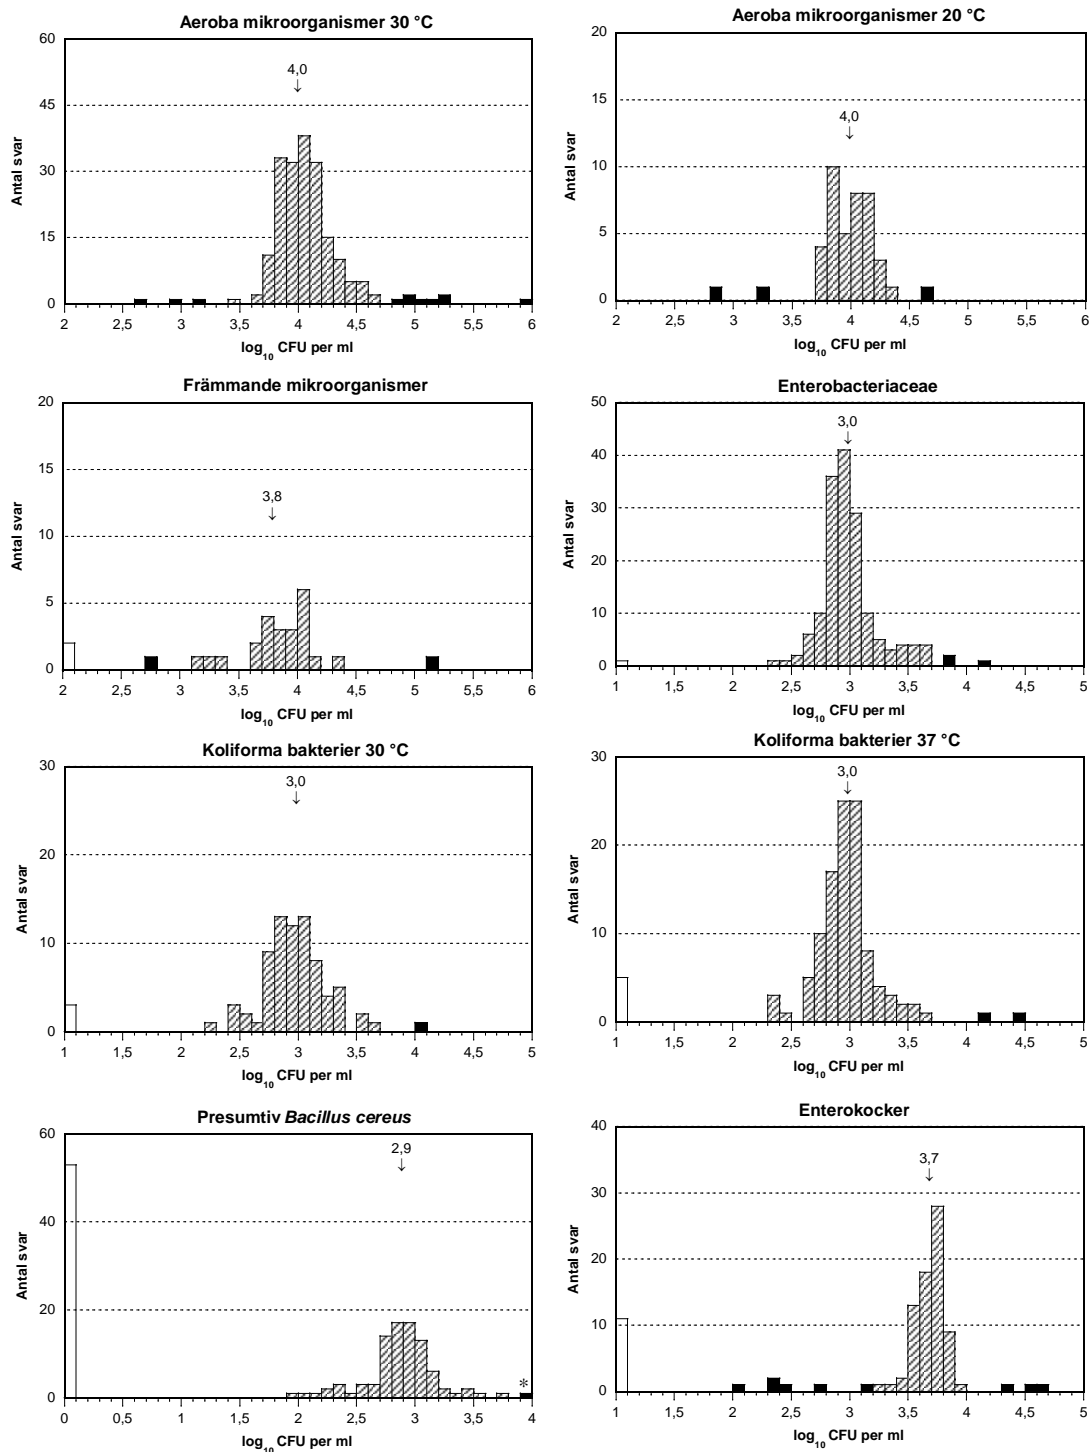 Aeroba mikroorganismer 30 °C
60
45
30
15
0
Antal svar
4,0
↓
2 2,5 3 3,5 4 4,5 5 5,5 6
log10 CFU per ml
Aeroba mikroorganismer 20 °C
20
15
10
5
0
Antal svar
4,0
↓
2 2,5 3 3,5 4 4,5 5 5,5 6
log10 CFU per ml
Främmande mikroorganismer
20
15
10
5
0
Antal svar
3,8
↓
2 2,5 3 3,5 4 4,5 5 5,5 6
log10 CFU per ml
Enterobacteriaceae
50
40
30
20
10
0
Antal svar
3,0
↓
1 1,5 2 2,5 3 3,5 4 4,5 5
log10 CFU per ml
Koliforma bakterier 30 °C
30
20
10
0
Antal svar
3,0
↓
1 1,5 2 2,5 3 3,5 4 4,5 5
log10 CFU per ml
Koliforma bakterier 37 °C
30
20
10
0
Antal svar
3,0
↓
1 1,5 2 2,5 3 3,5 4 4,5 5
log10 CFU per ml
Presumtiv Bacillus cereus
60
40
20
0
Antal svar
2,9
↓
*
0 0,5 1 1,5 2 2,5 3 3,5 4
log10 CFU per ml
Enterokocker
40
30
20
10
0
Antal svar
3,7
↓
1 1,5 2 2,5 3 3,5 4 4,5 5
log10 CFU per ml